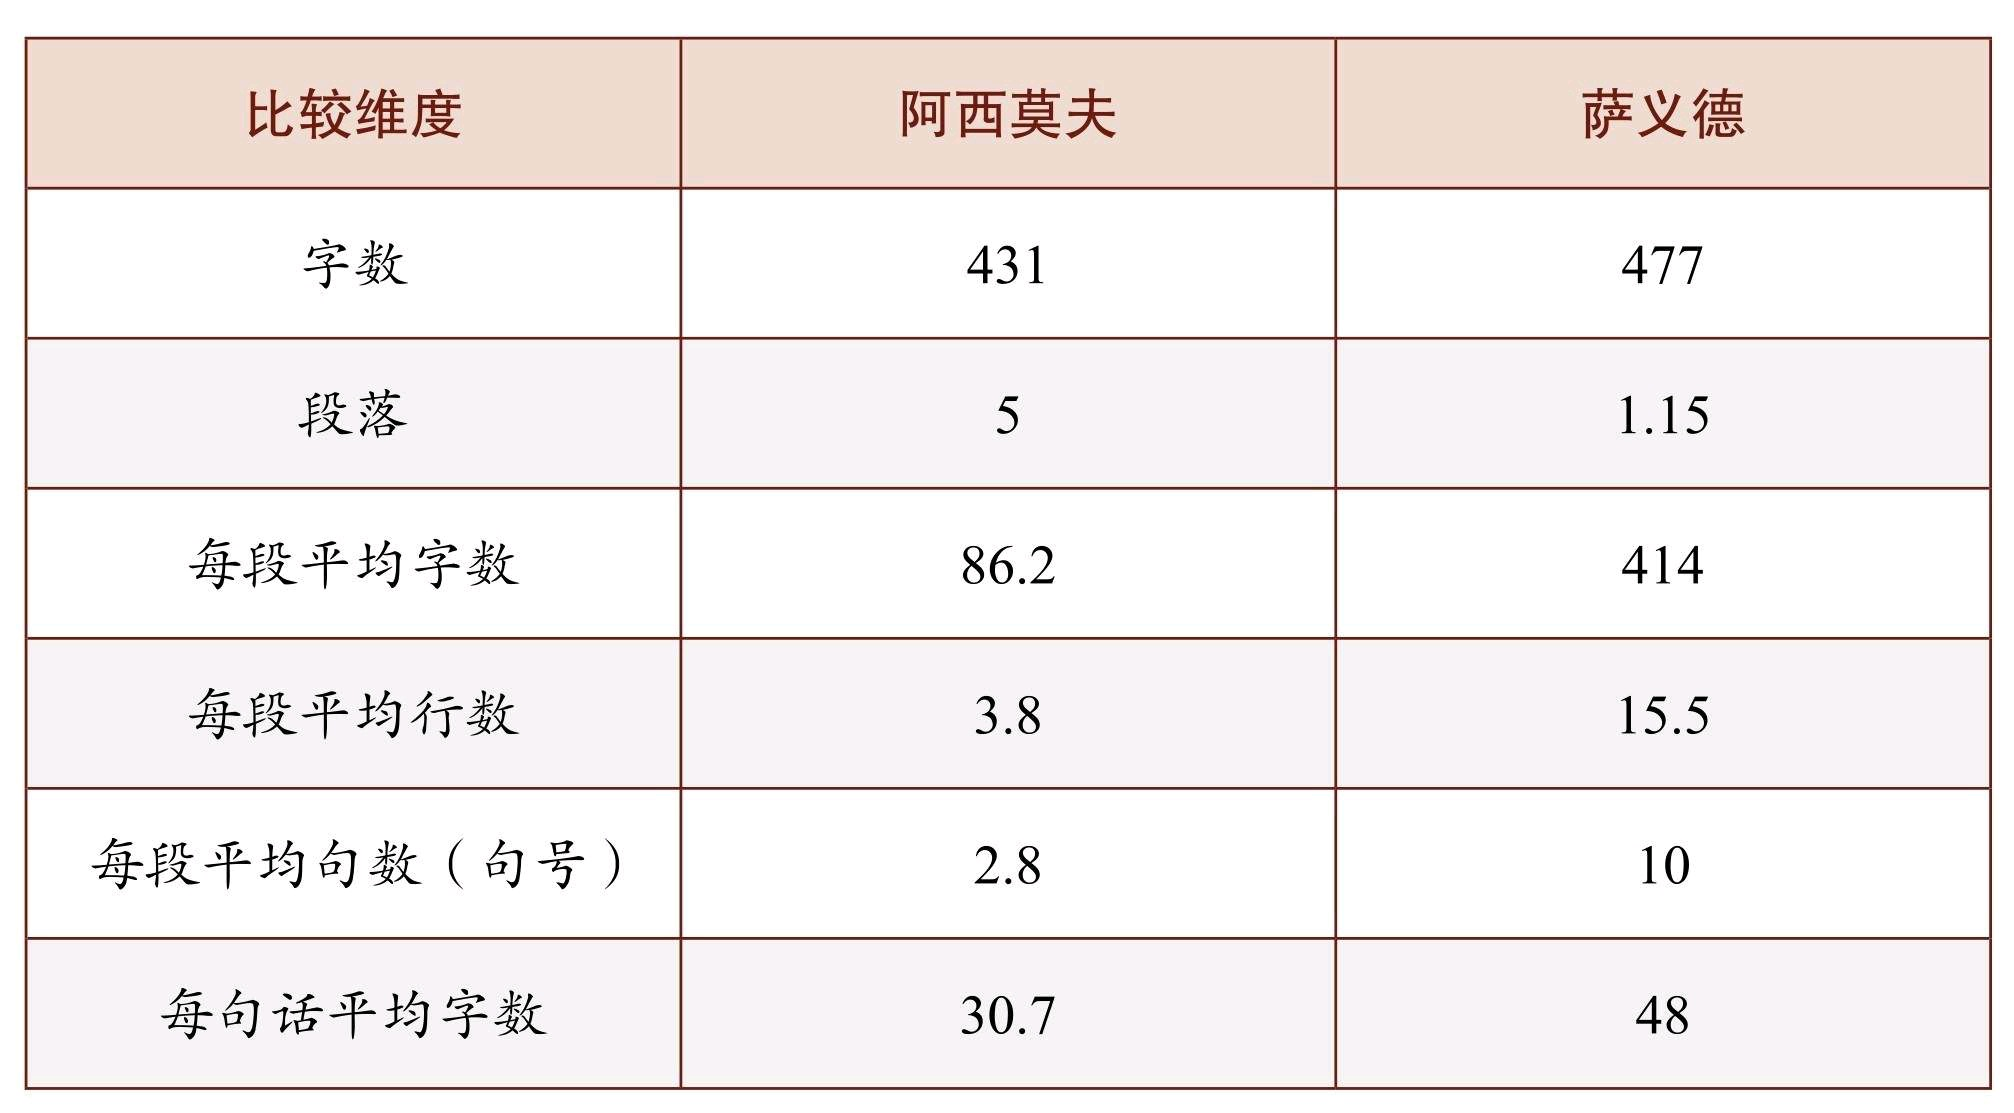 比较维度 阿西莫夫 萨义德
字数 431 477
段落 5 1.15
每段平均字数 86.2 414
每段平均行数 3.8 15.5
每段平均句数（句号） 2.8 10
每句话平均字数 30.7 48